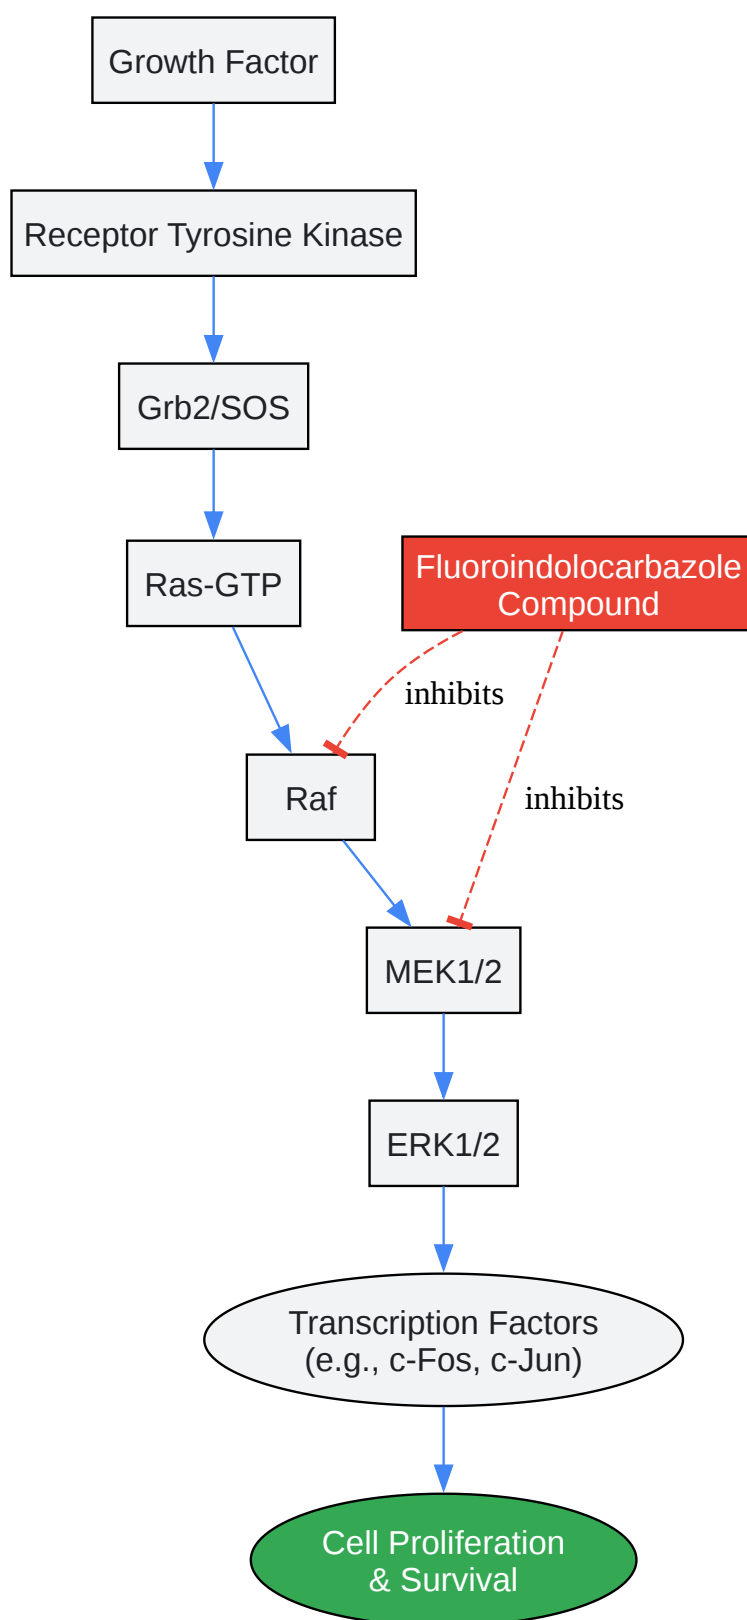 Growth Factor
Receptor Tyrosine Kinase
Grb2/SOS
Ras-GTP
Fluoroindolocarbazole
Compound
inhibits
Raf
inhibits
MEK1/2
ERK1/2
Transcription Factors
(e.g., c-Fos, c-Jun)
Cell Proliferation
& Survival